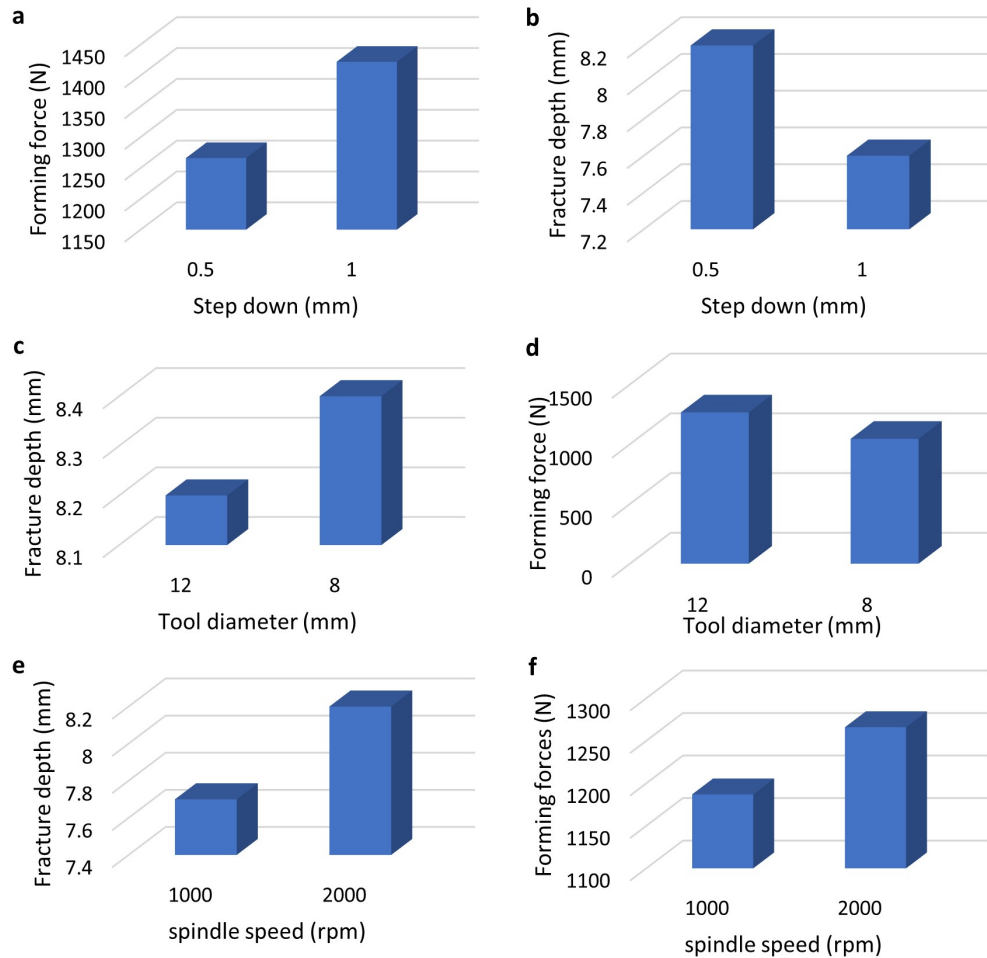 a
Forming force (N)
1450
1400
1350
1300
1250
1200
1150
0.5
1
Step down (mm)
b
Fracture depth (mm)
8.2
8
7.8
7.6
7.4
7.2
0.5
1
Step down (mm)
c
Fracture depth (mm)
8.4
8.3
8.2
8.1
12
8
Tool diameter (mm)
d
Forming force (N)
1500
1000
500
0
12
8
Tool diameter (mm)
e
Fracture depth (mm)
8.2
8
7.8
7.6
7.4
1000
2000
spindle speed (rpm)
f
Forming forces (N)
1300
1250
1200
1150
1100
1000
2000
spindle speed (rpm)